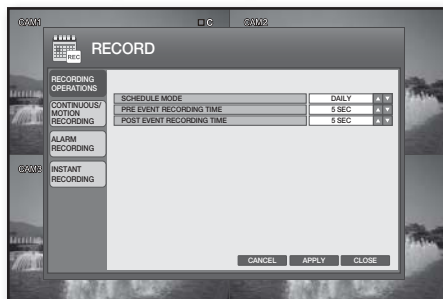 CAM1
C
CAM2
REC
RECORD
RECORDING
OPERATIONS
SCHEDULE MODE DAILY
PRE EVENT RECORDING TIME 5 SEC
POST EVENT RECORDING TIME 5 SEC
CONTINUOUS/
MOTION
RECORDING
ALARM
RECORDING
CAM3
INSTANT
RECORDING
CANCEL APPLY CLOSE